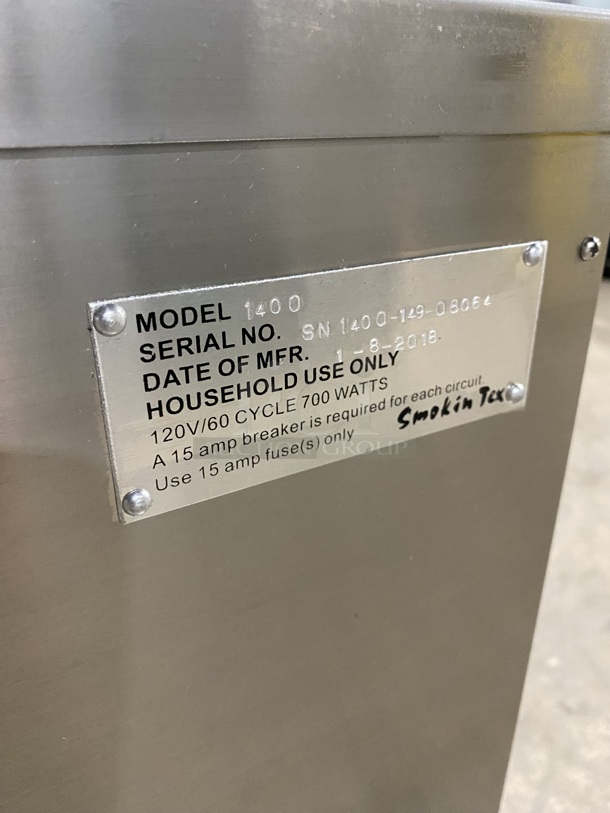 MODEL 1400
SERIAL NO. SN 1400-149-08064
DATE OF MFR. 1-8-2018
HOUSEHOLD USE ONLY
120V/60 CYCLE 700 WATTS
A 15 amp breaker is required for each circuit.
Use 15 amp fuse(s) only
Smokin Tex
GROUP